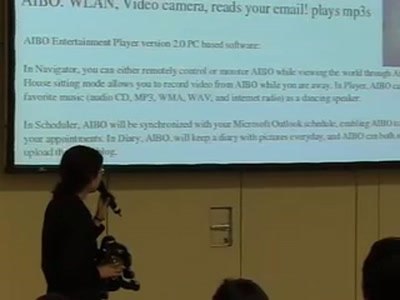 AIBO: WLAN, Video camera, reads your email! plays mp3s
AIBO Entertainment Player version 2.0 PC based software:
In Navigator, you can either remotely control or monitor AIBO while viewing the world through
House sitting mode allows you to record video from AIBO while you are away. In Player, AIBO
favorite music (audio CD, MP3, WMA, WAV, and internet radio) as a dancing speaker.
In Scheduler, AIBO will be synchronized with your Microsoft Outlook schedule, enabling AIBO
your appointments. In Diary, AIBO, will keep a diary with pictures everyday, and AIBO can both
upload blog.